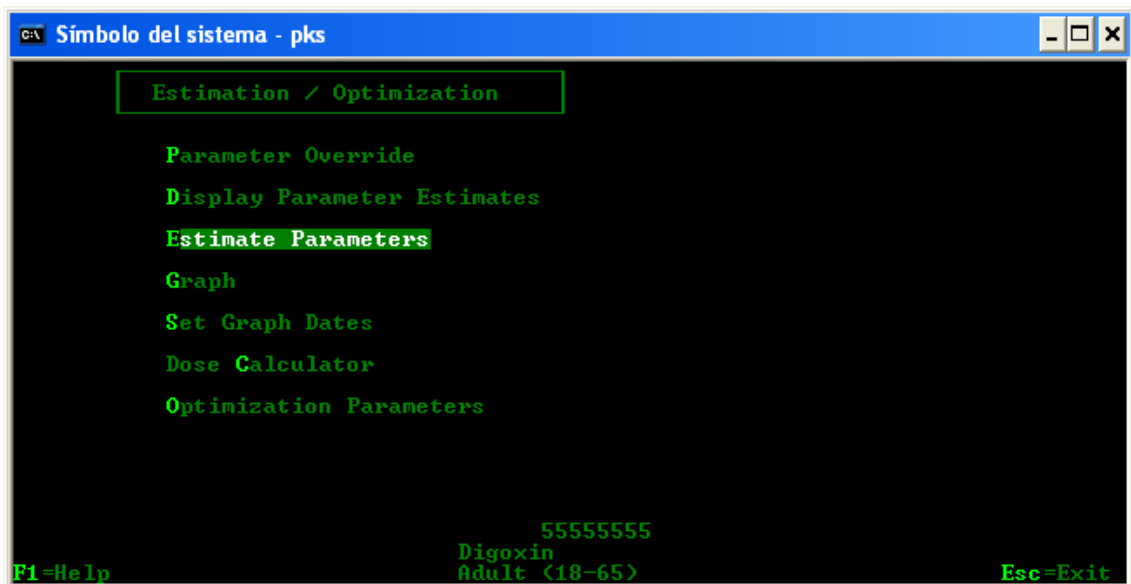 Símbolo del sistema - pks
Estimation / Optimization
Parameter Override
Display Parameter Estimates
Estimate Parameters
Graph
Set Graph Dates
Dose Calculator
Optimization Parameters
55555555
Digoxin
F1=Help Adult (18-65) Esc=Exit